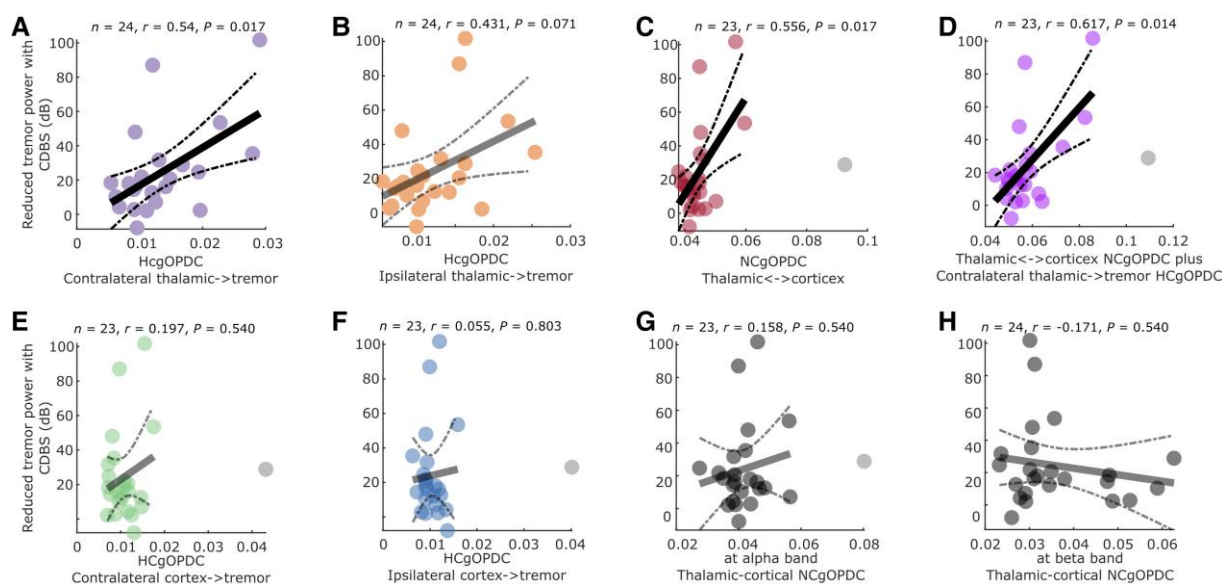 A
n = 24, r = 0.54, P = 0.017
Reduced tremor power with
CDBS (dB)
100
80
60
40
20
0
0 0.01 0.02 0.03
HcgOPDC
Contralateral thalamic->tremor
B
n = 24, r = 0.431, P = 0.071
100
80
60
40
20
0
0.01 0.02 0.03
HcgOPDC
Ipsilateral thalamic->tremor
C
n = 23, r = 0.556, P = 0.017
100
80
60
40
20
0
0.04 0.06 0.08 0.1
NCgOPDC
Thalamic<->corticex
D
n = 23, r = 0.617, P = 0.014
100
80
60
40
20
0
0.04 0.06 0.08 0.1
Thalamic<->corticex NCgOPDC plus
Contralateral thalamic->tremor HCgOPDC
E
n = 23, r = 0.197, P = 0.540
Reduced tremor power with
CDBS (dB)
100
80
60
40
20
0
0 0.01 0.02 0.03 0.04
HCgOPDC
Contralateral cortex->tremor
F
n = 23, r = 0.055, P = 0.803
100
80
60
40
20
0
0 0.01 0.02 0.04
HCgOPDC
Ipsilateral cortex->tremor
G
n = 23, r = 0.158, P = 0.540
100
80
60
40
20
0
0.02 0.04 0.06 0.08
at alpha band
Thalamic-cortical NCgOPDC
H
n = 24, r = -0.171, P = 0.540
100
80
60
40
20
0
0.02 0.03 0.04 0.05 0.06
at beta band
Thalamic-cortical NCgOPDC